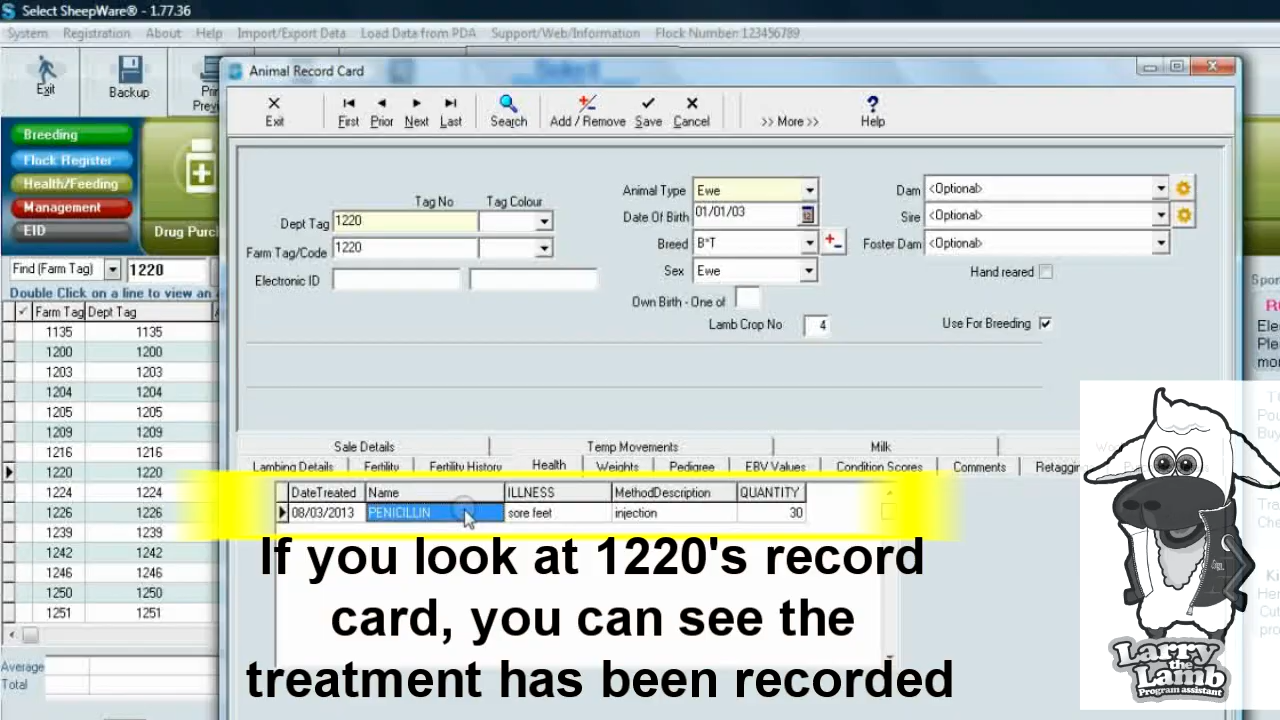 Select SheepWare® - 1.77.36
System Registration About Help Import/Export Data Load Data from PDA Support/Web/Information Flock Number: 123456789
Exit
Backup
Animal Record Card
Exit
First Prior Next Last
Search
Add / Remove
Save
Cancel
>> More >>
Help
Breeding
Flock Register
Health/Feeding
Management
EID
Find (Farm Tag) 1220
Double Click on a line to view an
Farm Tag Dept Tag
1135 1135
1200 1200
1203 1203
1204 1204
1205 1205
1209 1209
1216 1216
1220 1220
1224 1224
1226 1226
1239 1239
1242 1242
1246 1246
1250 1250
1251 1251
Average
Total
Tag No Tag Colour
Dept Tag 1220
Farm Tag/Code 1220
Electronic ID
Animal Type Ewe
Date Of Birth 01/01/03
Breed B*T
Sex Ewe
Own Birth - One of
Lamb Crop No 4
Dam <Optional>
Sire <Optional>
Foster Dam <Optional>
Hand reared
Use For Breeding
Sale Details Temp Movements Milk
Lambing Details Fertility Fertility History Health Weights Pedigree EBV Values Condition Scores Comments
DateTreated Name ILLNESS MethodDescription QUANTITY
08/03/2013 PENICILLIN sore feet injection 30
If you look at 1220's record
card, you can see the
treatment has been recorded
Larry
the
Lamb
Program assistant